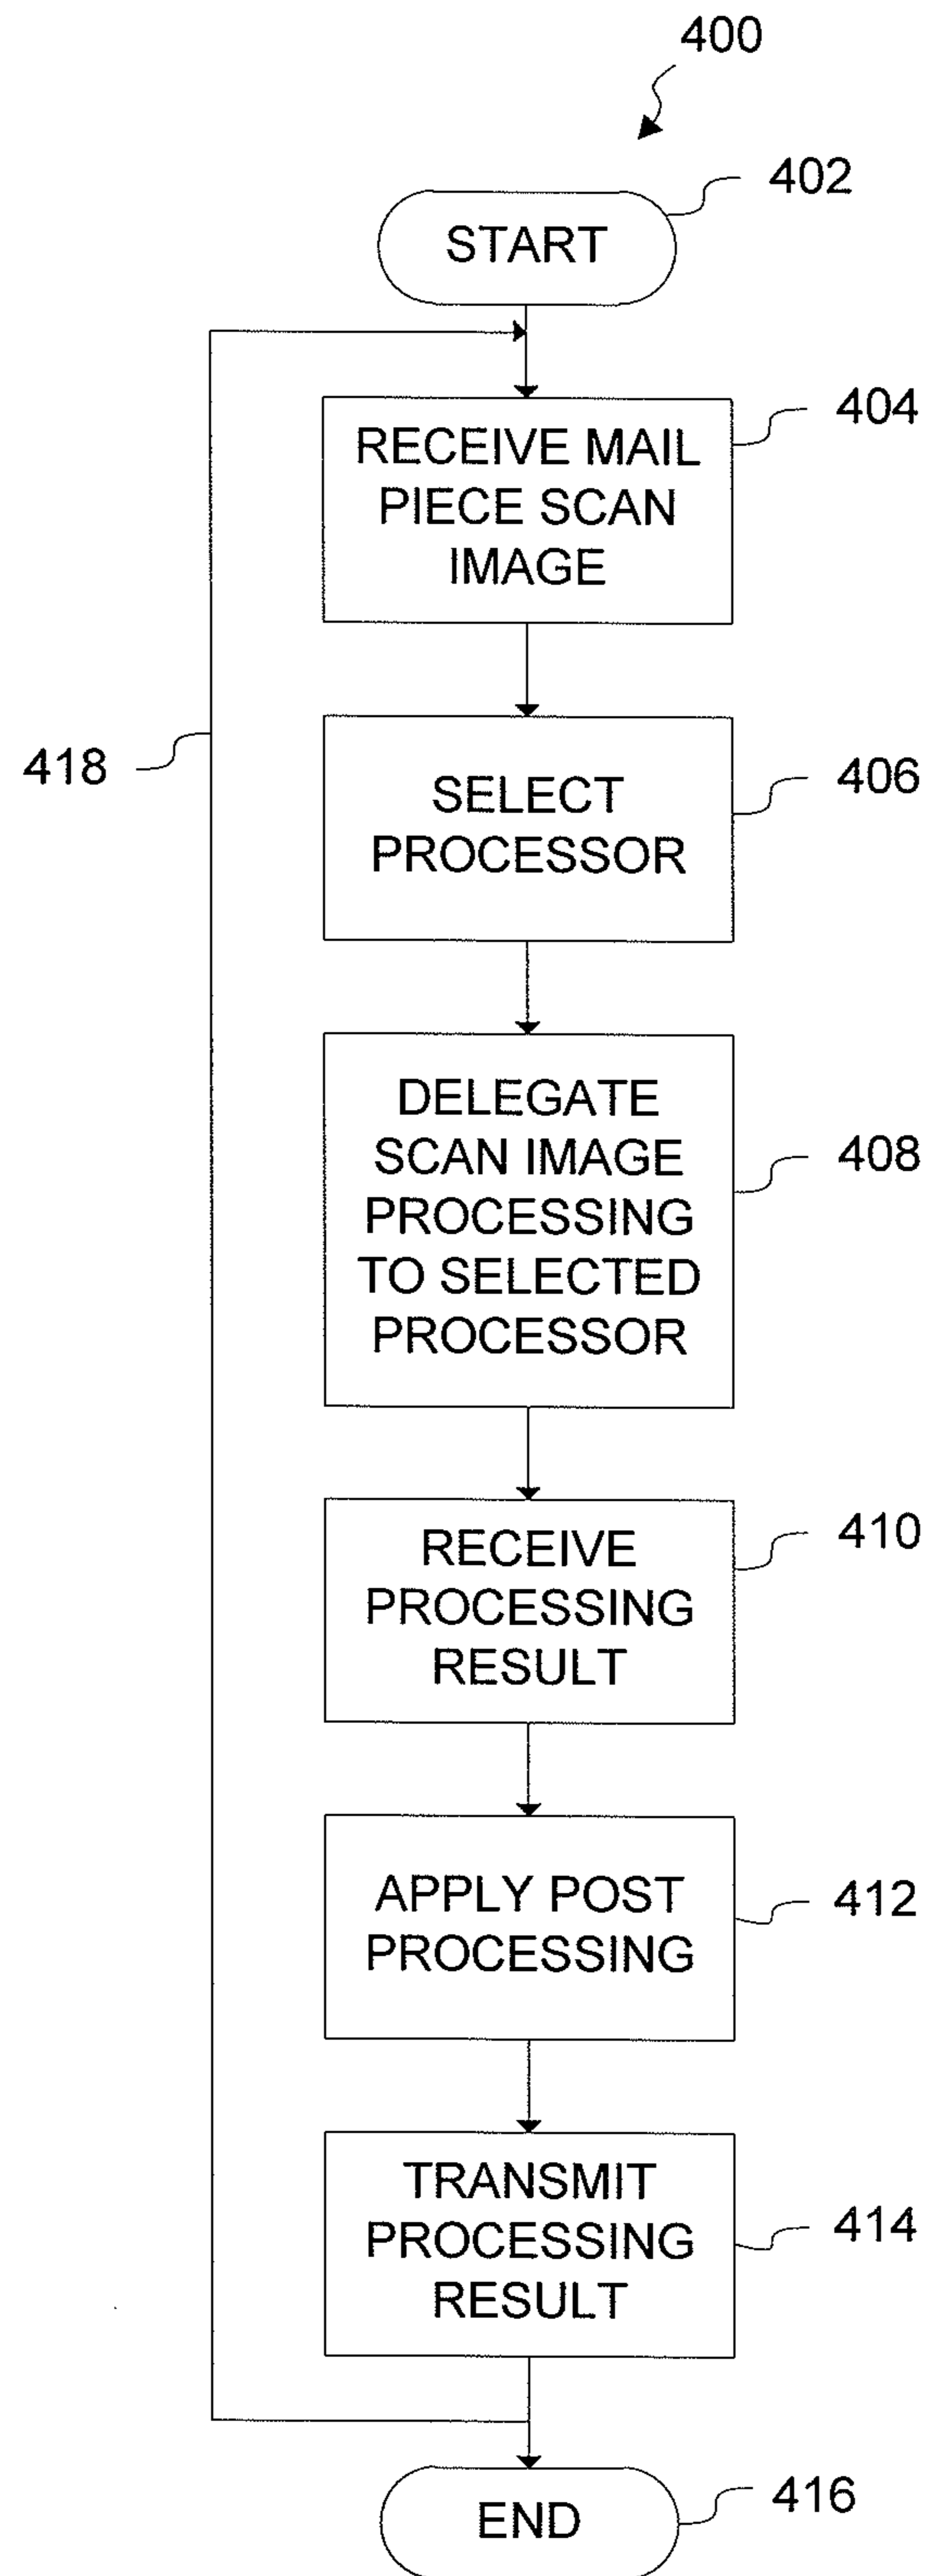 400
402
START
404
RECEIVE MAIL
PIECE SCAN
IMAGE
418
406
SELECT
PROCESSOR
408
DELEGATE
SCAN IMAGE
PROCESSING
TO SELECTED
PROCESSOR
410
RECEIVE
PROCESSING
RESULT
412
APPLY POST
PROCESSING
414
TRANSMIT
PROCESSING
RESULT
416
END